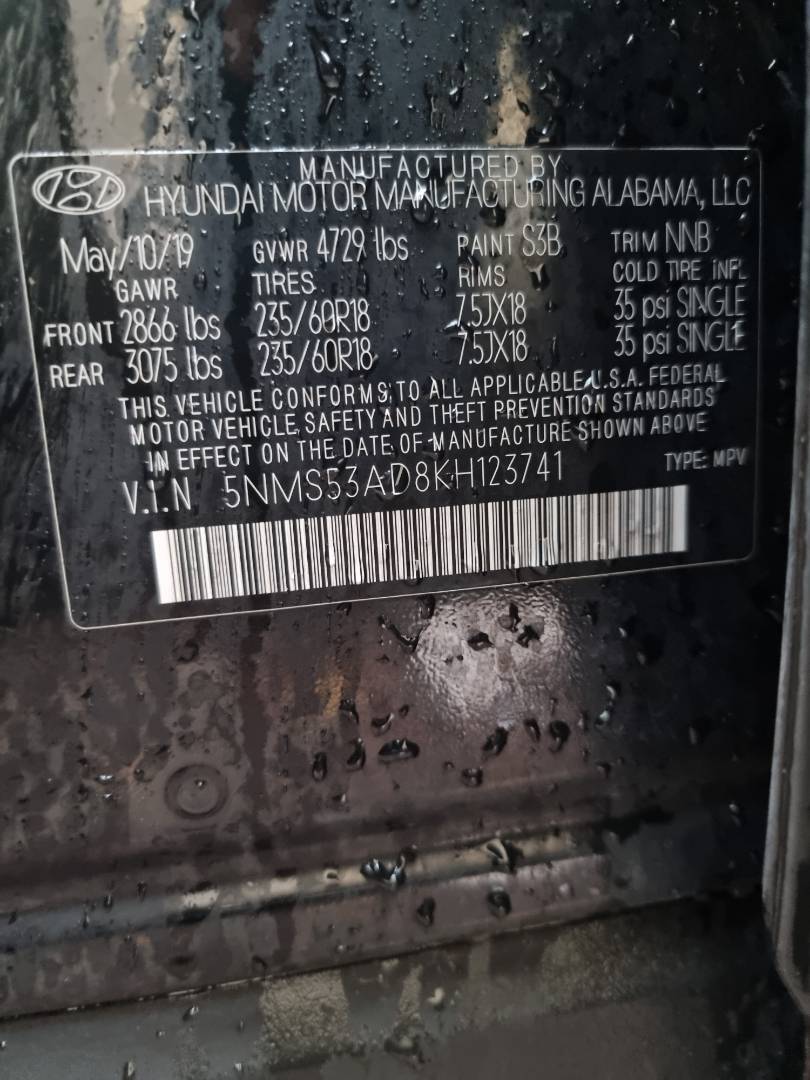 MANUFACTURED BY
HYUNDAI MOTOR MANUFACTURING ALABAMA, LLC
May/10/19 GVWR 4729 lbs PAINT S3B TRIM NNB
GAWR TIRES RIMS COLD TIRE INFL
FRONT 2866 lbs 235/60R18 7.5JX18 35 psi SINGLE
REAR 3075 lbs 235/60R18 7.5JX18 35 psi SINGLE
THIS VEHICLE CONFORMS TO ALL APPLICABLE U.S.A. FEDERAL
MOTOR VEHICLE SAFETY AND THEFT PREVENTION STANDARDS
IN EFFECT ON THE DATE OF MANUFACTURE SHOWN ABOVE
V.I.N 5NMS53AD8KH123741 TYPE: MPV